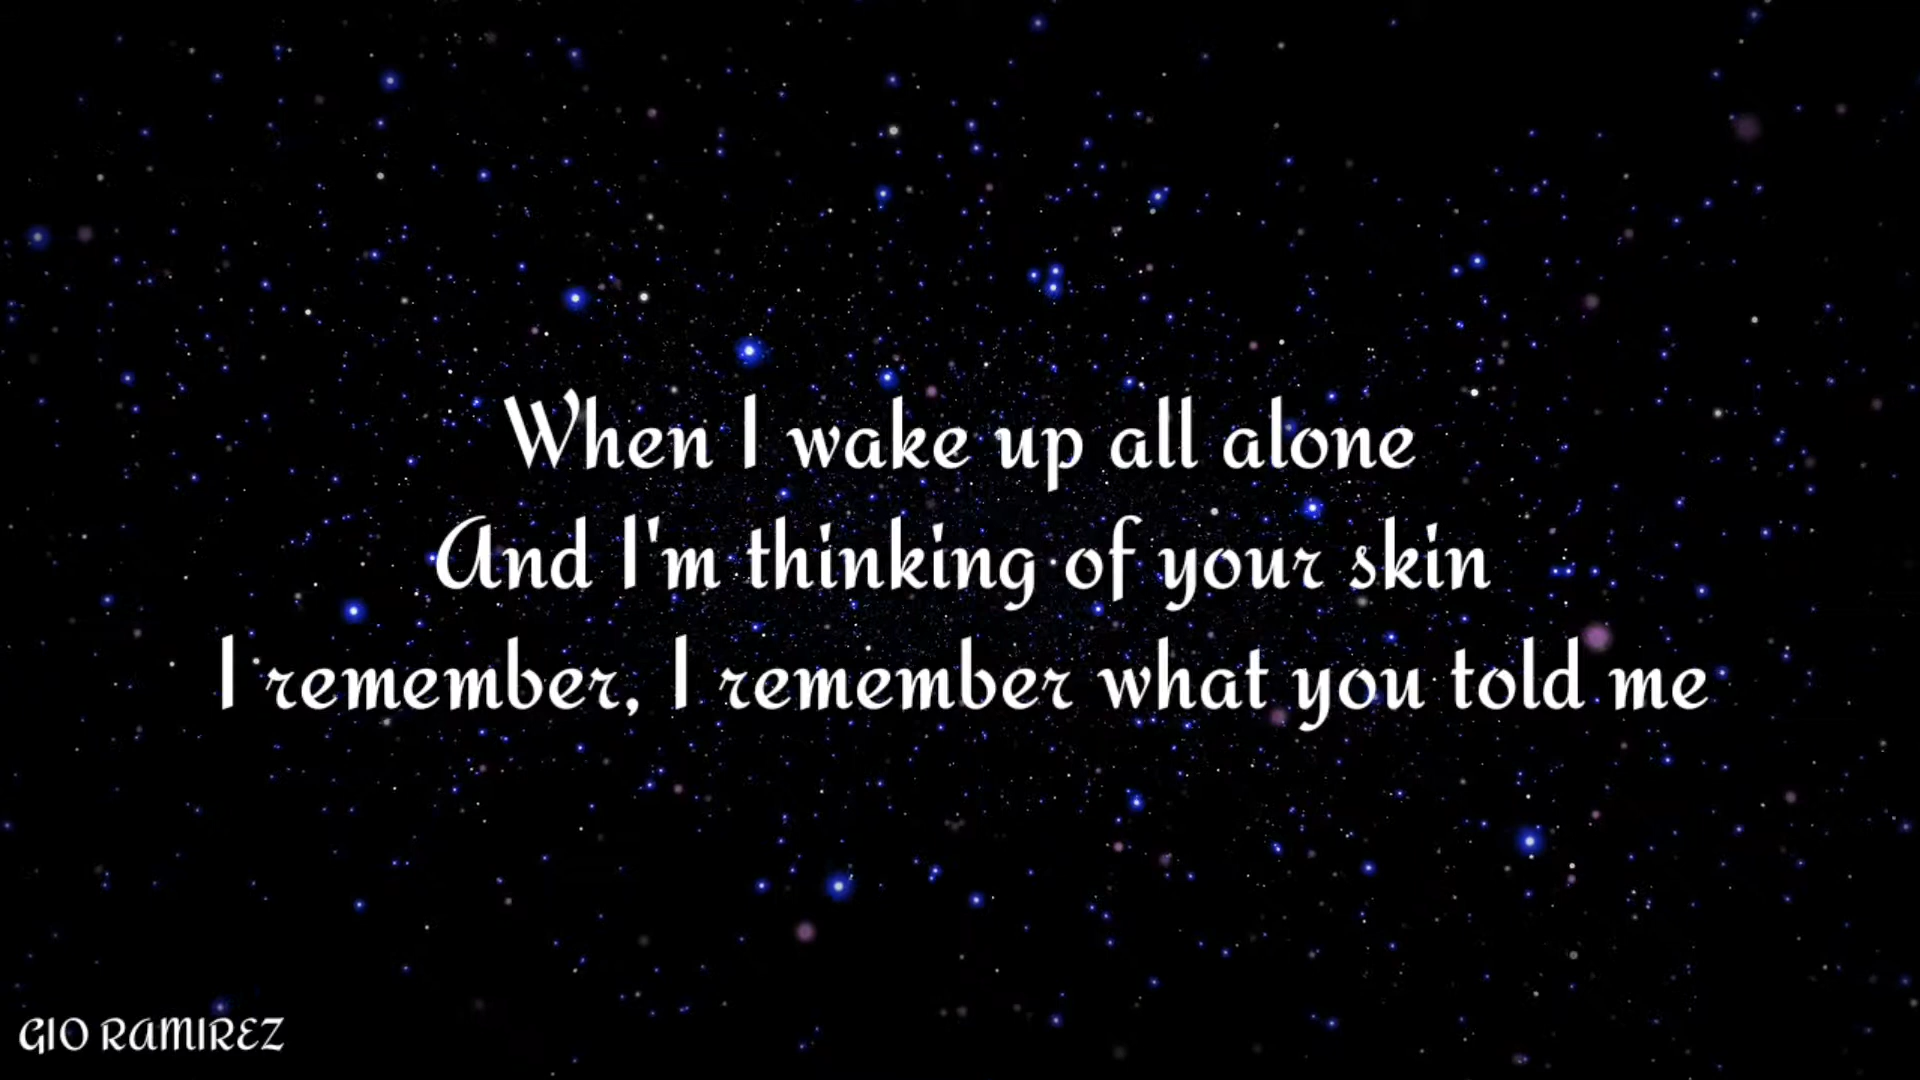 When I wake up all alone
And I'm thinking of your skin
I remember, I remember what you told me
GIO RAMIREZ